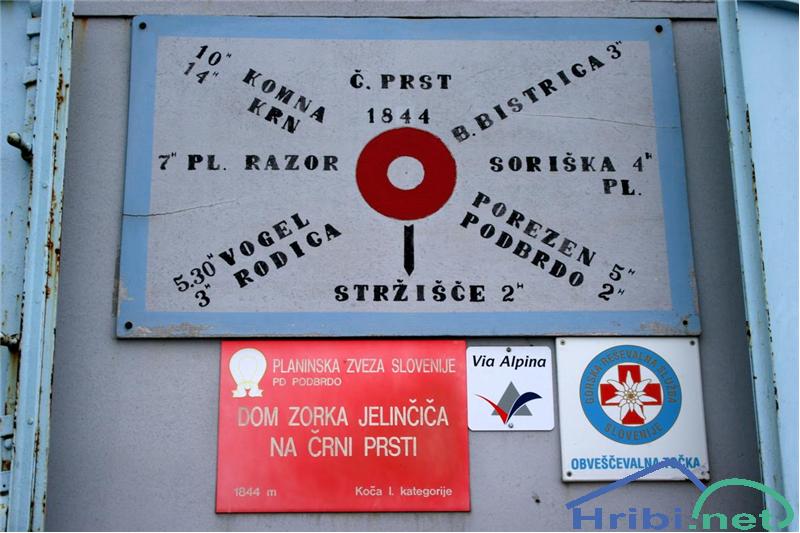 Č. PRST
1844
10ʰ KOMNA
14ʰ KRN
B. BISTRICA 3ʰ
7ʰ PL. RAZOR
SORIŠKA 4ʰ
PL.
5.30ʰ VOGEL
3ʰ RODICA
POREZEN 5ʰ
PODBRDO 2ʰ
STRŽIŠČE 2ʰ
PLANINSKA ZVEZA SLOVENIJE
PD PODBRDO
DOM ZORKA JELINČIČA
NA ČRNI PRSTI
1844 m Koča I. kategorije
Via Alpina
GORSKA REŠEVALNA SLUŽBA
SLOVENIJE
OBVEŠČEVALNA TOČKA
Hribi.net